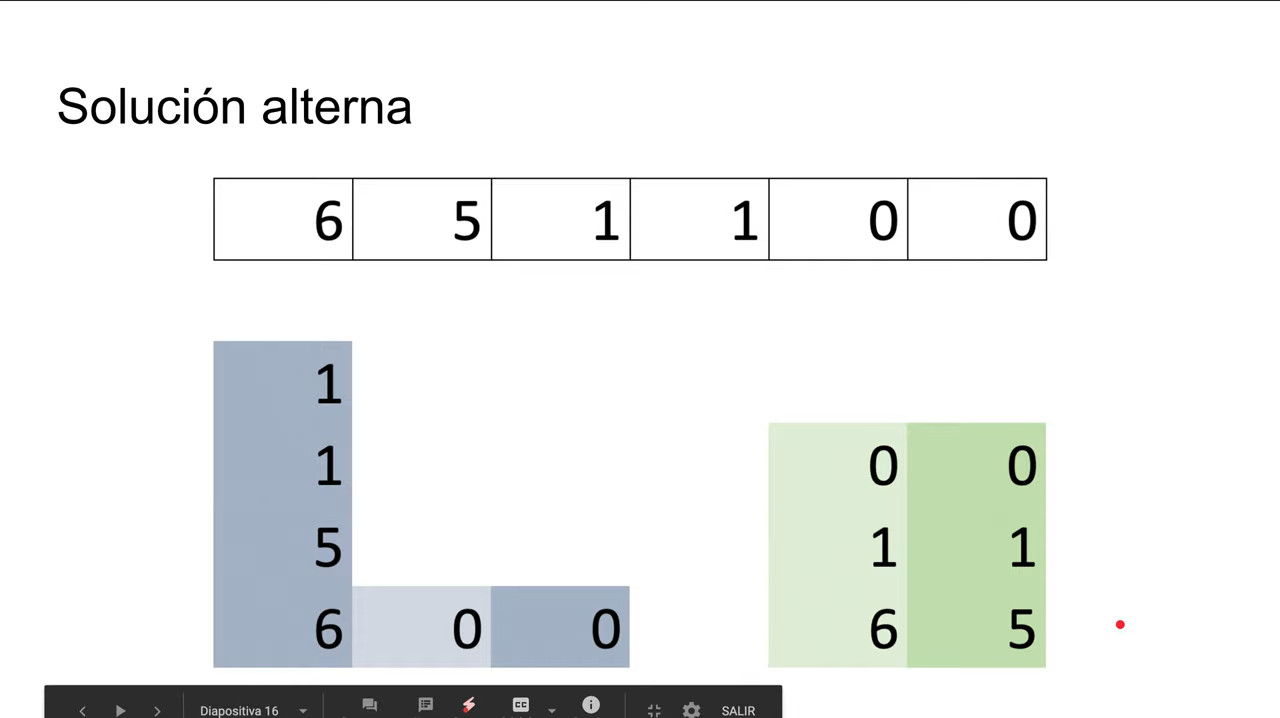 Solución alterna
6 5 1 1 0 0
1
1 0 0
5 1 1
6 0 0 6 5
Diapositiva 16 CC SALIR